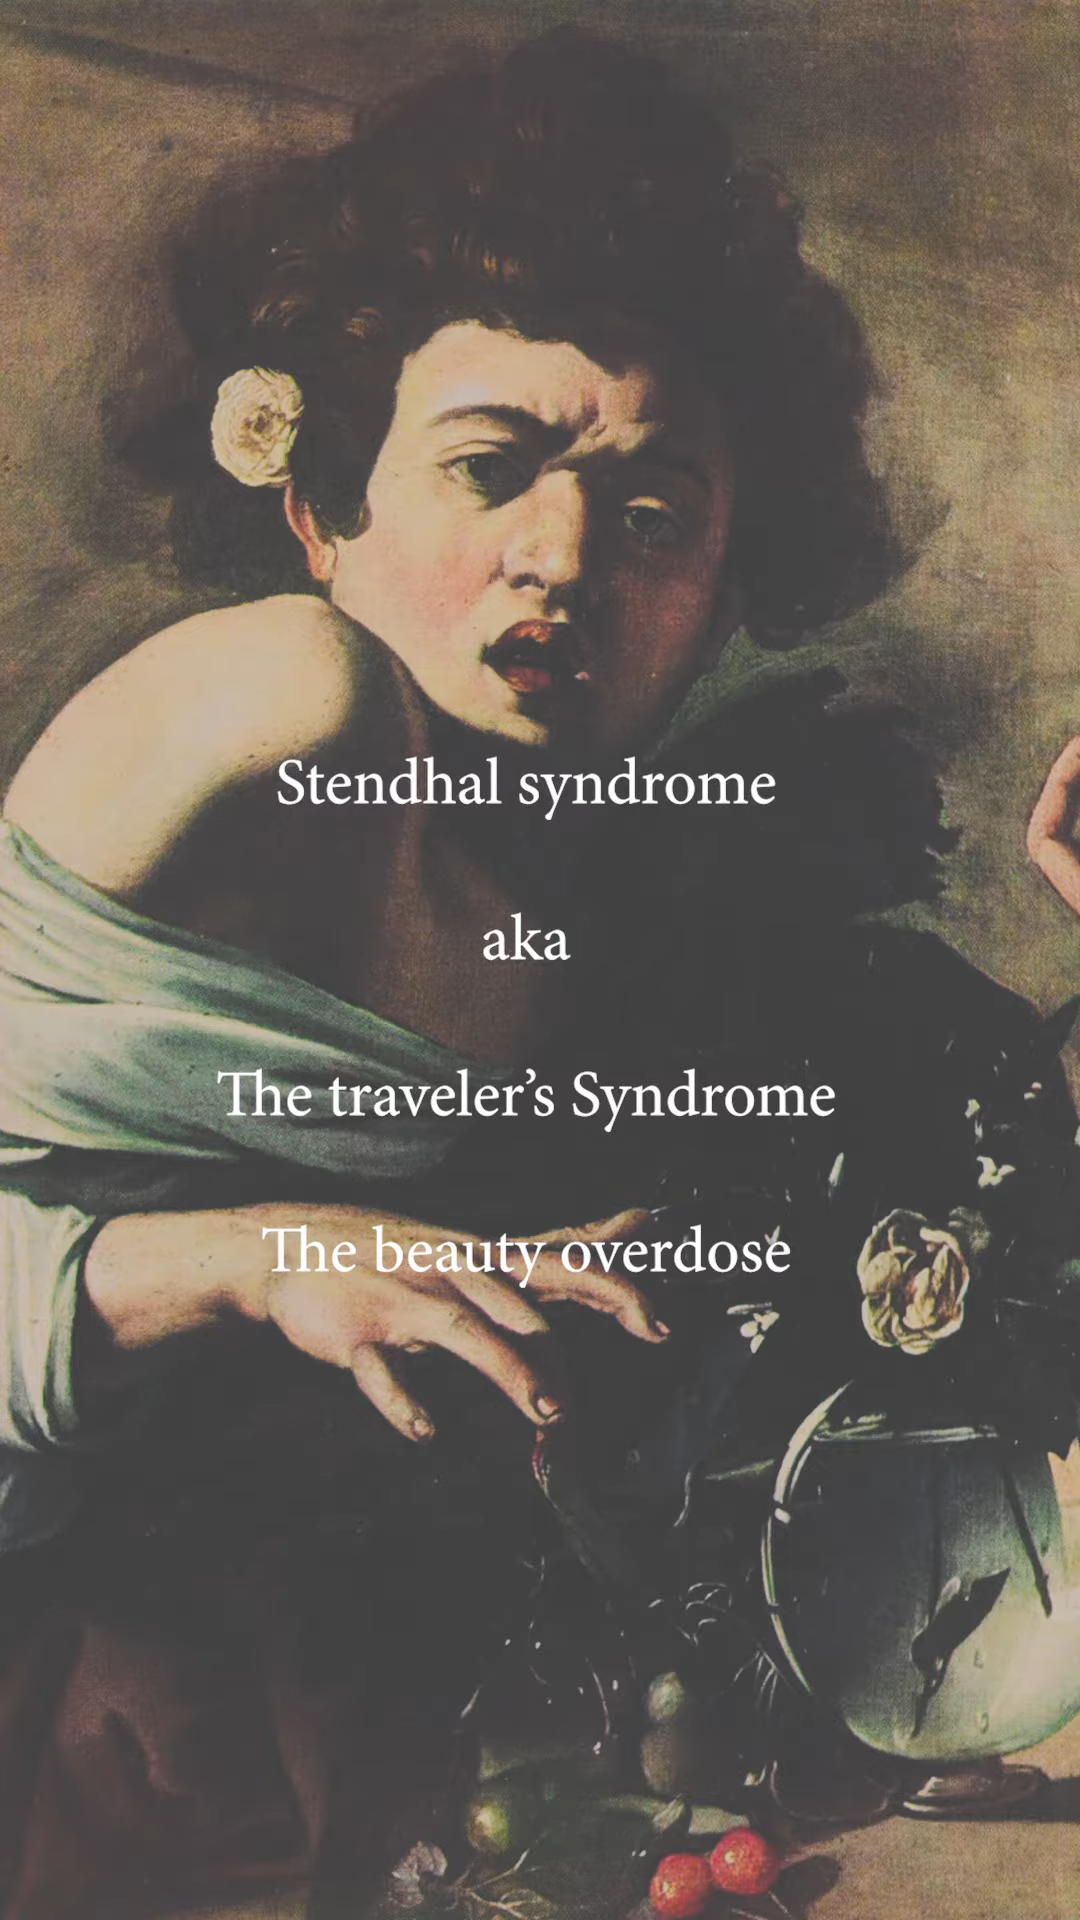 Stendhal syndrome
aka
The traveler’s Syndrome
The beauty overdose